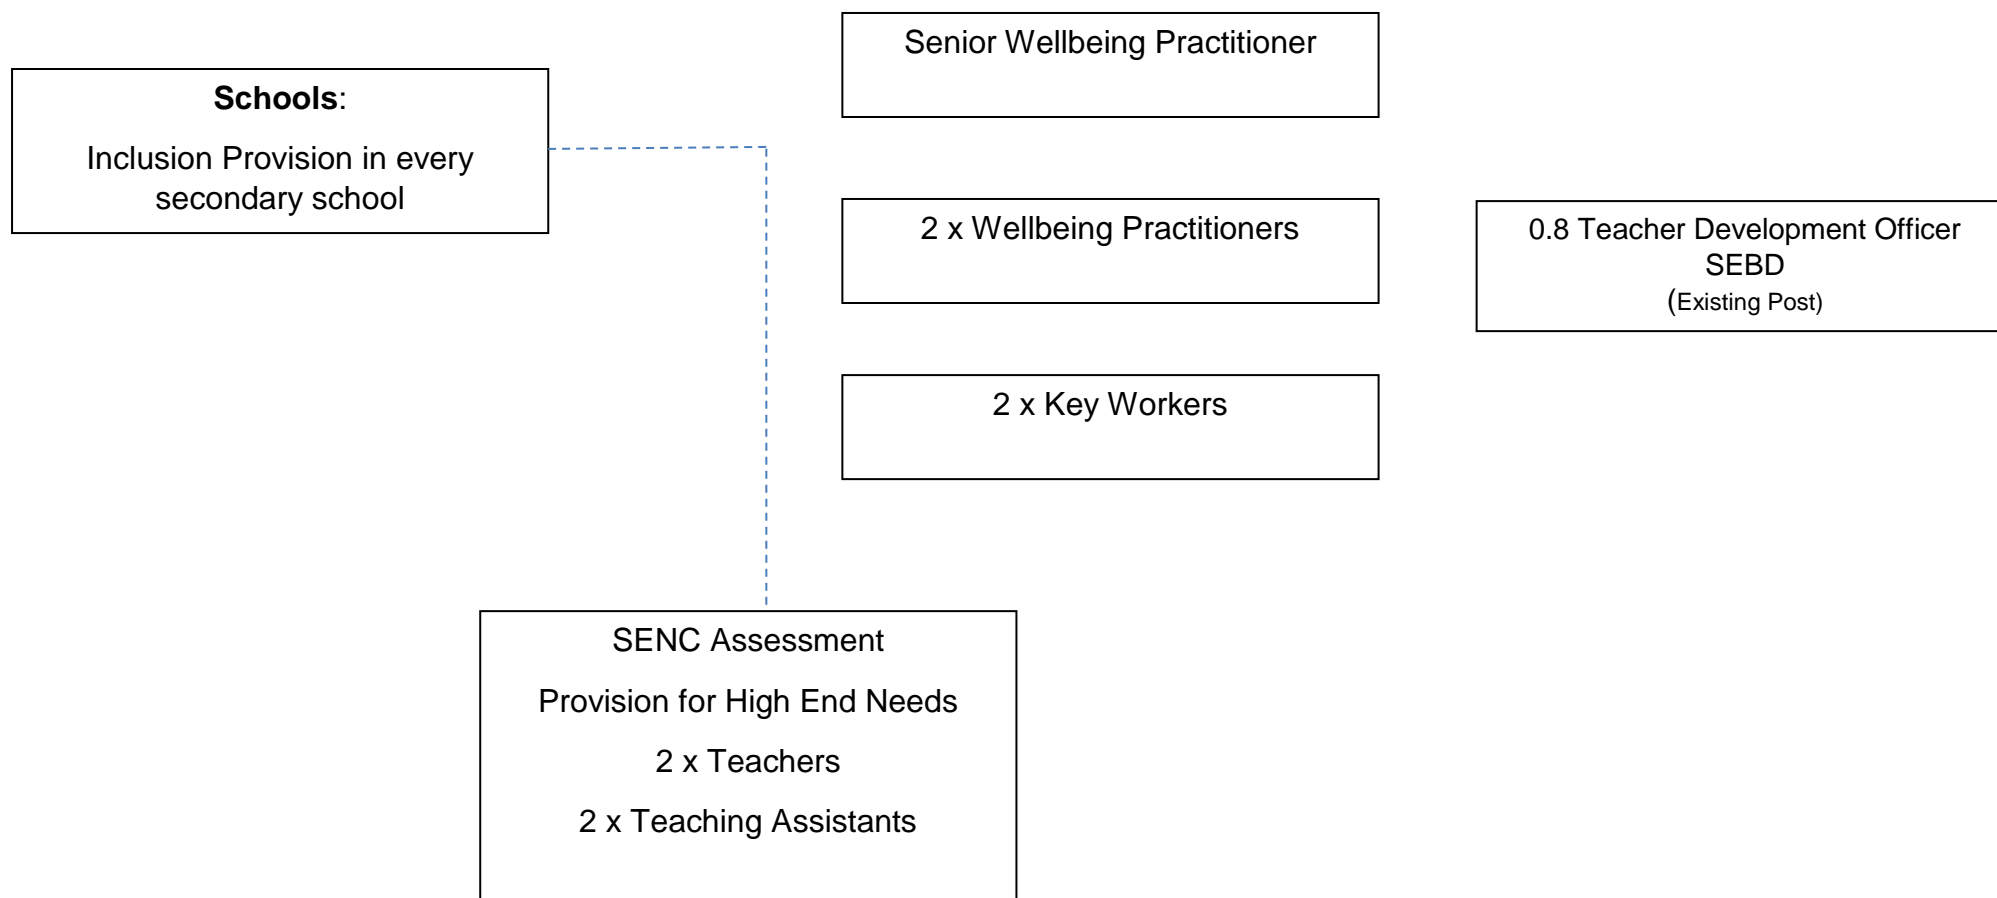 Senior Wellbeing Practitioner
Schools:
Inclusion Provision in every
secondary school
2 x Wellbeing Practitioners
0.8 Teacher Development Officer
SEBD
(Existing Post)
2 x Key Workers
SENC Assessment
Provision for High End Needs
2 x Teachers
2 x Teaching Assistants